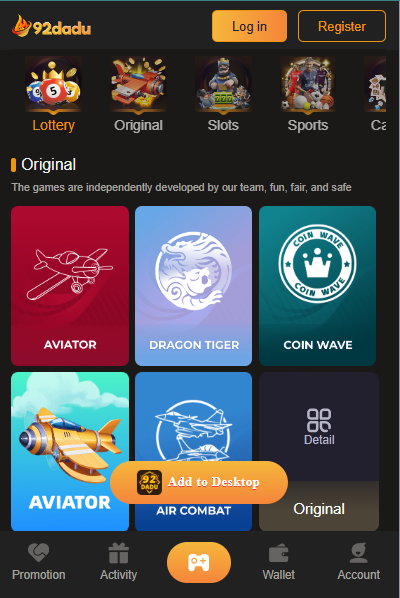 92dadu
Log in
Register
Lottery
Original
Slots
Sports
Ca
Original
The games are independently developed by our team, fun, fair, and safe
AVIATOR
DRAGON TIGER
COIN WAVE
COIN WAVE
COIN WAVE
AVIATOR
AIR COMBAT
Detail
Original
92
DADU
Add to Desktop
Promotion
Activity
Wallet
Account